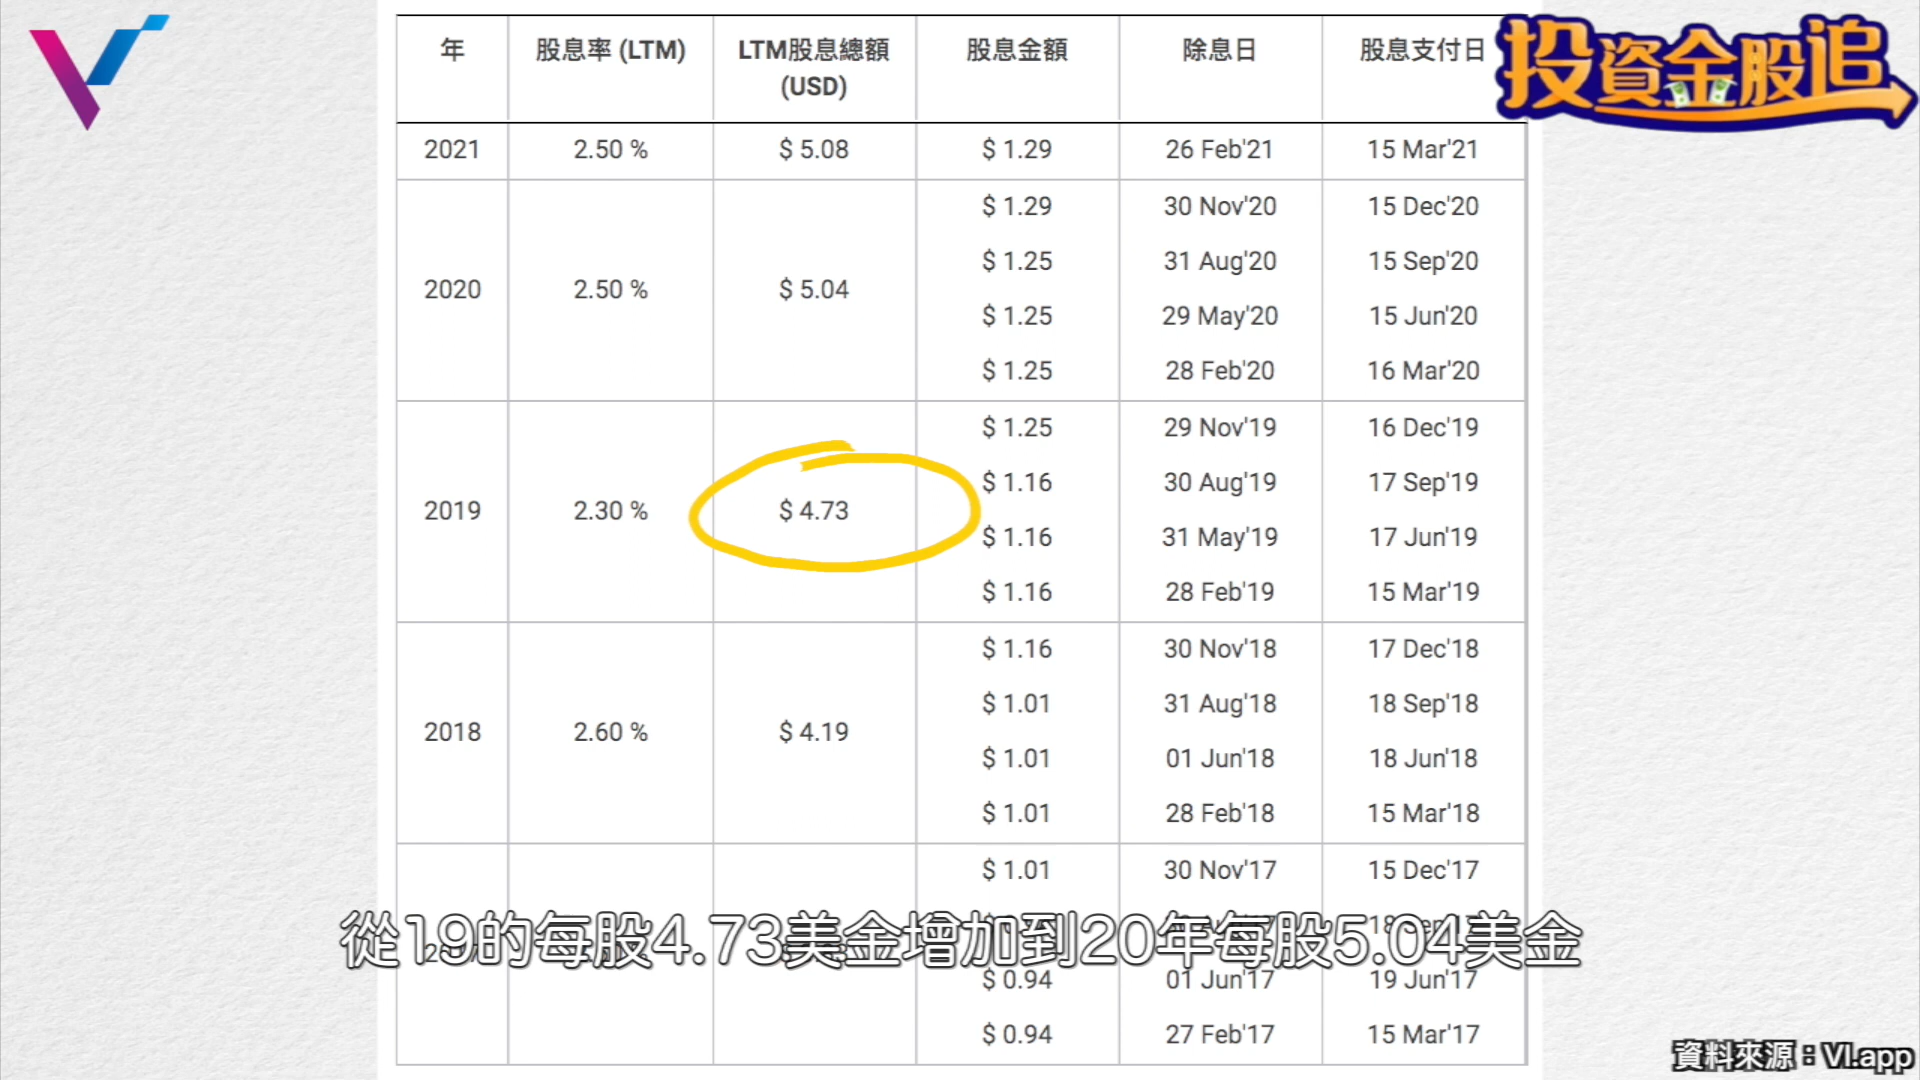 投資金股追
年 股息率 (LTM) LTM股息總額 (USD) 股息金額 除息日 股息支付日
2021 2.50 % $ 5.08 $ 1.29 26 Feb'21 15 Mar'21
$ 1.29 30 Nov'20 15 Dec'20
$ 1.25 31 Aug'20 15 Sep'20
2020 2.50 % $ 5.04
$ 1.25 29 May'20 15 Jun'20
$ 1.25 28 Feb'20 16 Mar'20
$ 1.25 29 Nov'19 16 Dec'19
$ 1.16 30 Aug'19 17 Sep'19
2019 2.30 % $ 4.73
$ 1.16 31 May'19 17 Jun'19
$ 1.16 28 Feb'19 15 Mar'19
$ 1.16 30 Nov'18 17 Dec'18
$ 1.01 31 Aug'18 18 Sep'18
2018 2.60 % $ 4.19
$ 1.01 01 Jun'18 18 Jun'18
$ 1.01 28 Feb'18 15 Mar'18
$ 1.01 30 Nov'17 15 Dec'17
從19的每股4.73美金增加到20年每股5.04美金
$ 0.94 01 Jun'17 19 Jun'17
$ 0.94 27 Feb'17 15 Mar'17
資料來源：VI.app